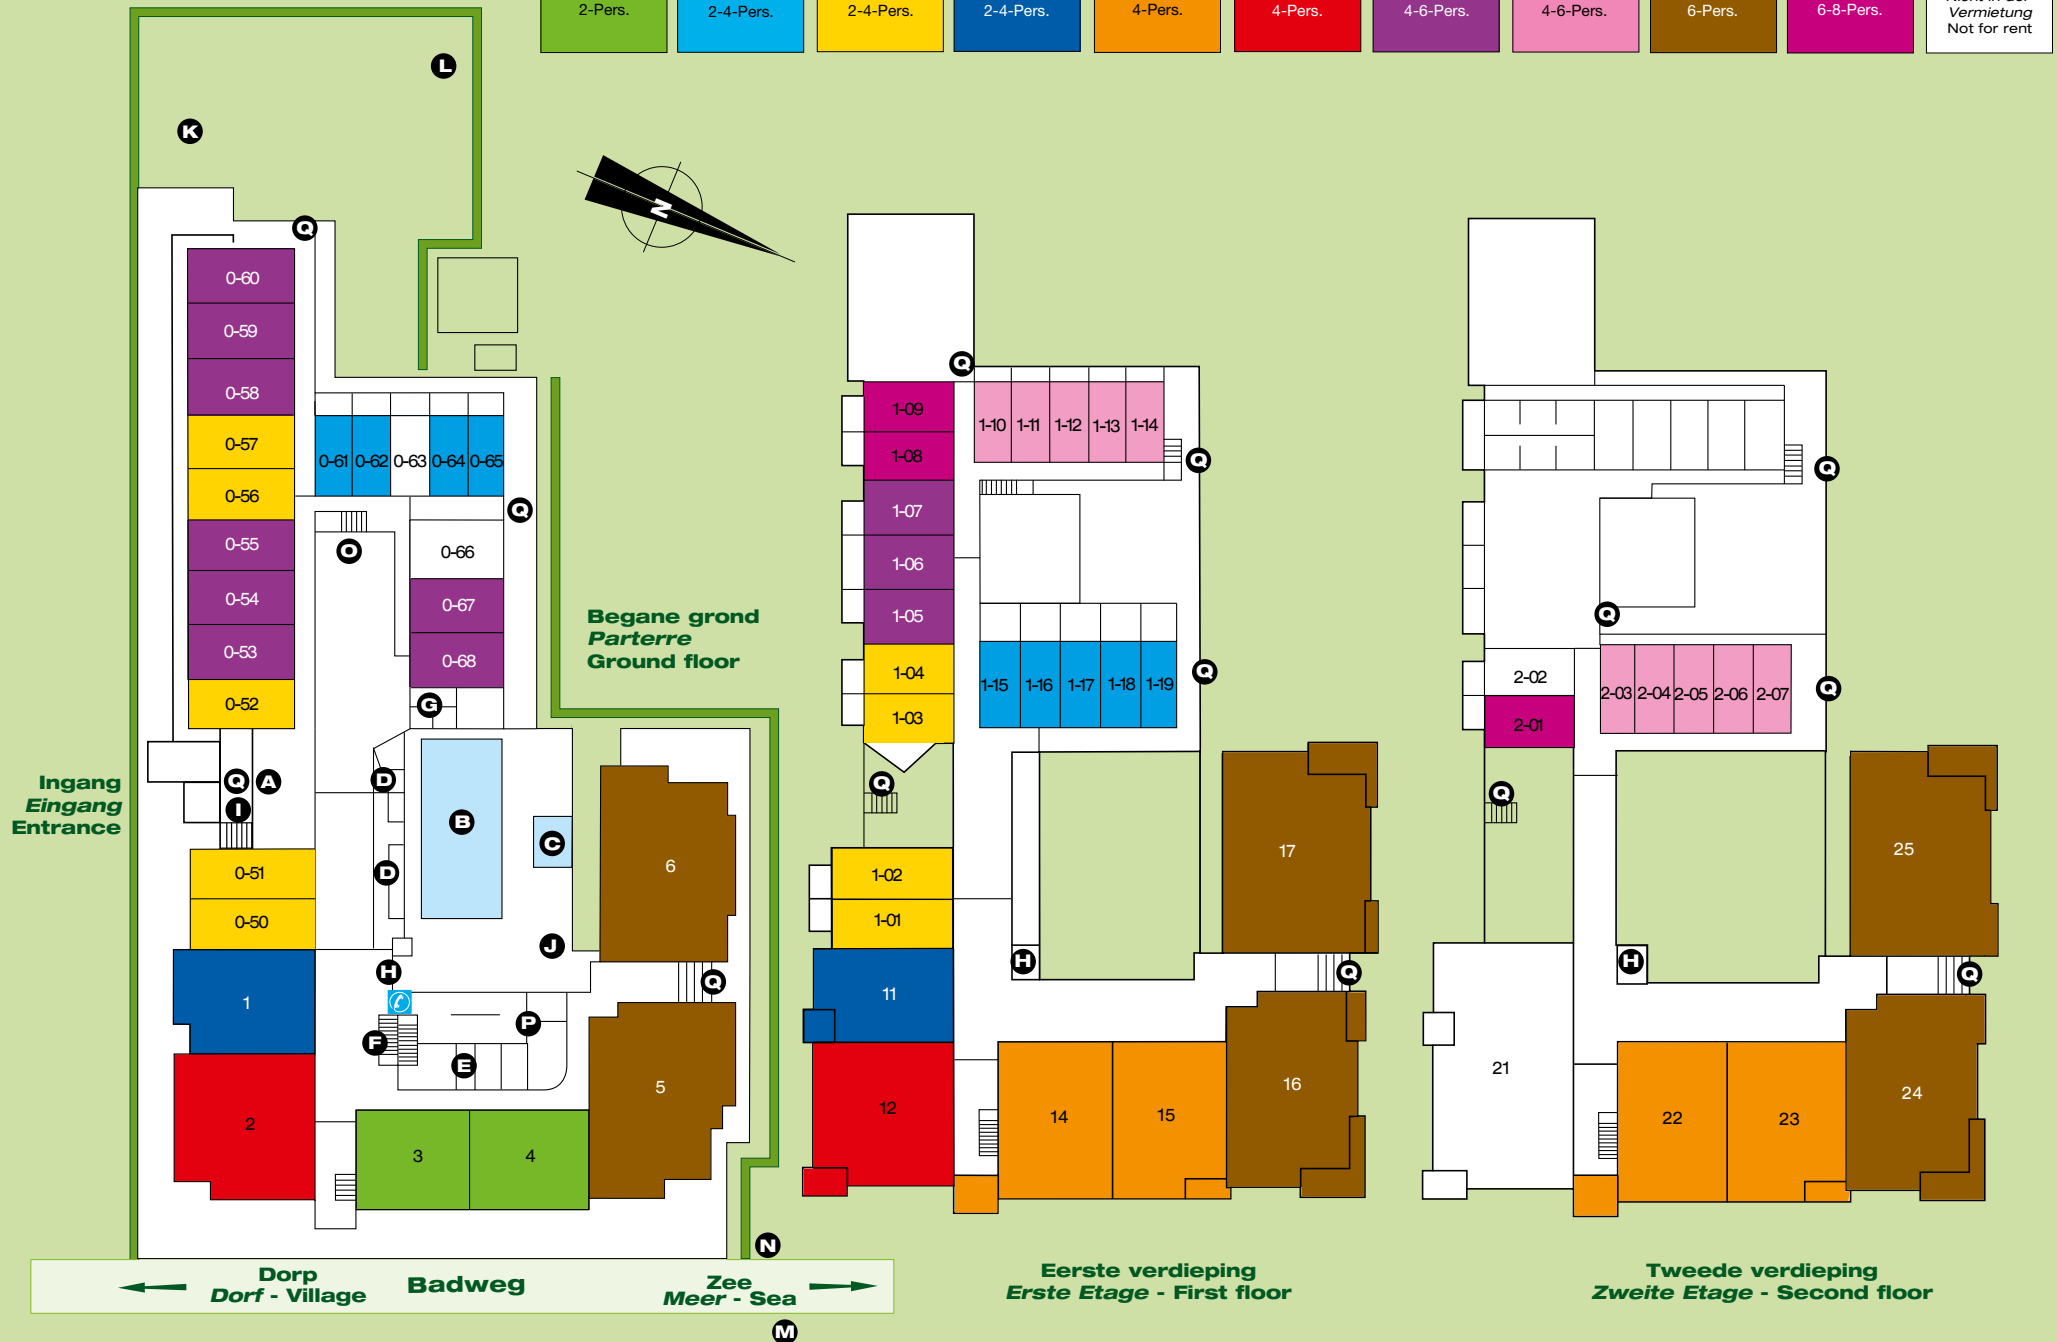 2-Pers.
2-4-Pers.
2-4-Pers.
2-4-Pers.
4-Pers.
4-Pers.
4-6-Pers.
4-6-Pers.
6-Pers.
6-8-Pers.
Vermietung
Not for rent
L
K
N
Q
0-60
0-59
0-58
0-57
0-56
0-55
0-54
0-53
0-52
0-61
0-62
0-63
0-64
0-65
Q
O
0-66
0-67
0-68
G
Begane grond
Parterre
Ground floor
Ingang
Eingang
Entrance
Q
A
I
D
B
C
D
6
0-51
0-50
J
H
Q
1
F
P
E
5
2
3
4
N
Dorp
Dorf - Village
Badweg
Zee
Meer - Sea
M
Q
1-09
1-08
1-07
1-06
1-05
1-04
1-03
1-10
1-11
1-12
1-13
1-14
Q
1-15
1-16
1-17
1-18
1-19
Q
Q
17
1-02
1-01
H
Q
11
12
14
15
16
Eerste verdieping
Erste Etage - First floor
Q
Q
2-02
2-01
2-03
2-04
2-05
2-06
2-07
Q
Q
25
H
Q
21
22
23
24
Tweede verdieping
Zweite Etage - Second floor